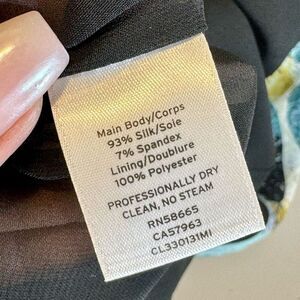 Main Body/Corps
93% Silk/Soie
7% Spandex
Lining/Doublure
100% Polyester
PROFESSIONALLY DRY
CLEAN, NO STEAM
RN58665
CA57963
CL330131MI